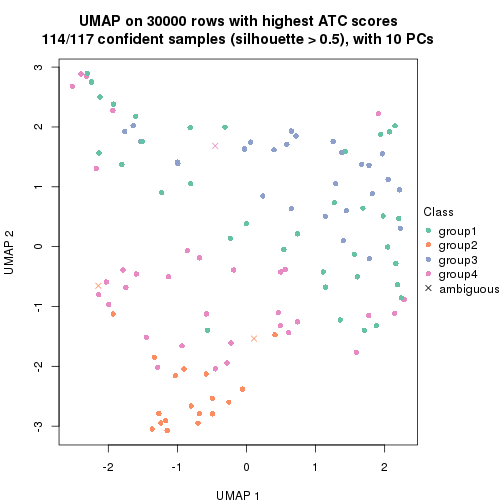 UMAP on 30000 rows with highest ATC scores
114/117 confident samples (silhouette > 0.5), with 10 PCs
3
2
1
0
-1
-2
-3
UMAP 2
-2
-1
0
1
2
UMAP 1
Class
group1
group2
group3
group4
ambiguous